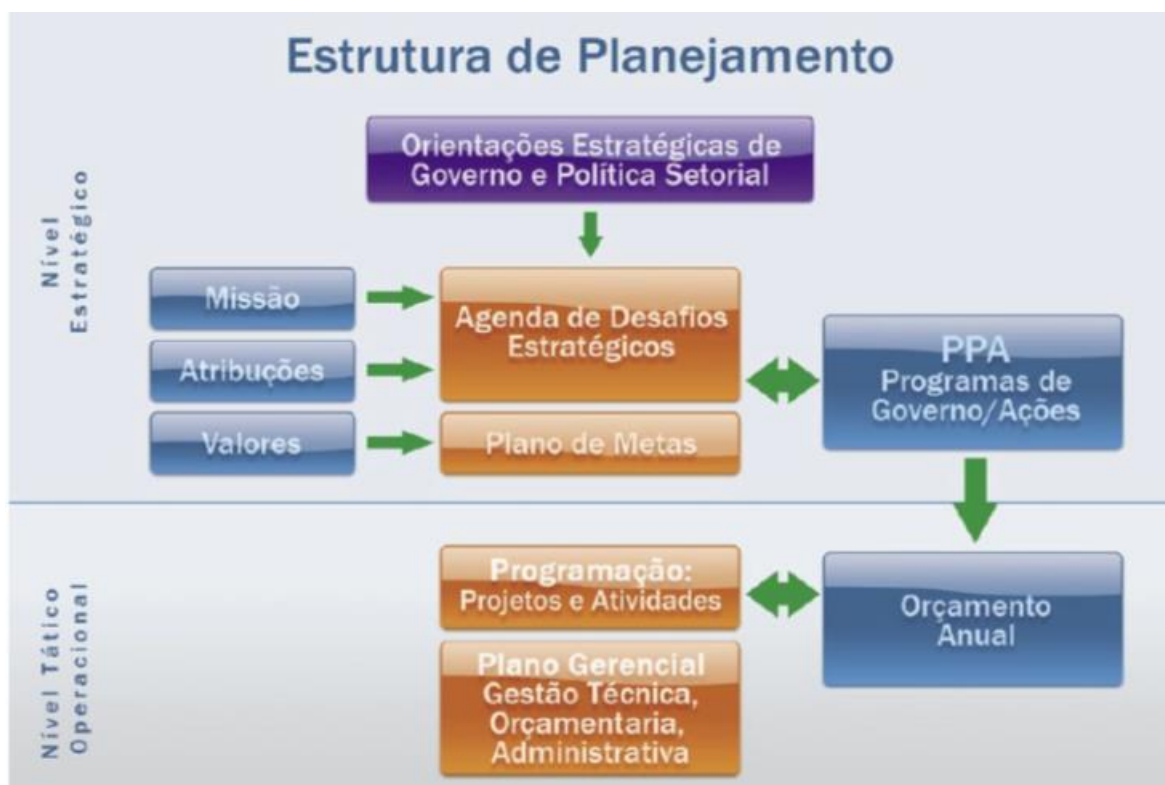 Estrutura de Planejamento
Orientações Estratégicas de
Governo e Política Setorial
Nível
Estratégico
Missão
Agenda de Desafios
Estratégicos
Atribuções
PPA
Programas de
Governo/Ações
Valores
Plano de Metas
Nível Tático
Operacional
Programação:
Projetos e Atividades
Orçamento
Anual
Plano Gerencial
Gestão Técnica,
Orçamentaria,
Administrativa